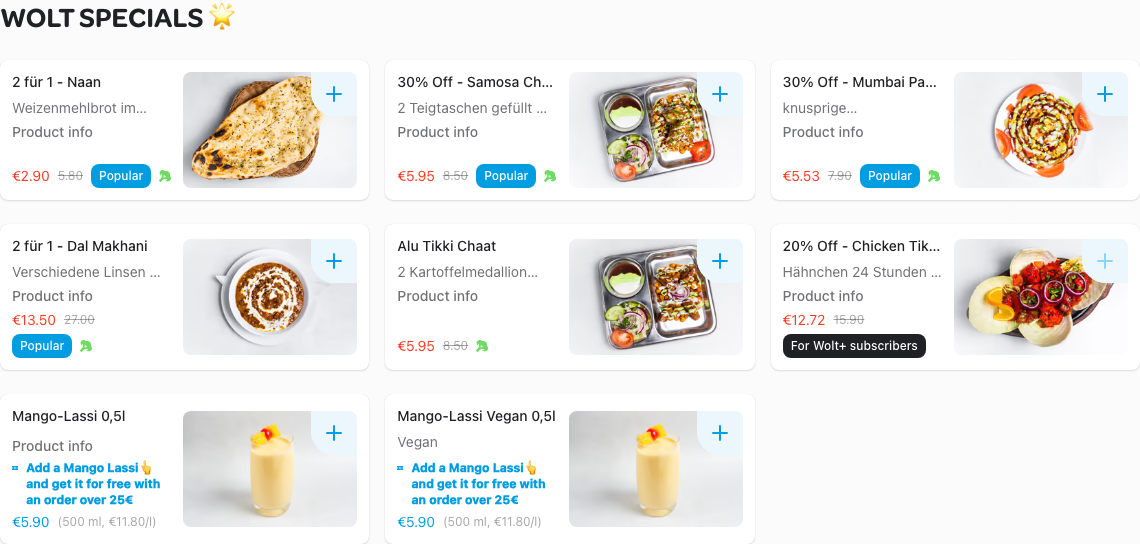 WOLT SPECIALS 🌟
2 für 1 - Naan
Weizenmehlbrot im...
Product info
€2.90 5.80 Popular
30% Off - Samosa Ch...
2 Teigtaschen gefüllt ...
Product info
€5.95 8.50 Popular
30% Off - Mumbai Pa...
knusprige...
Product info
€5.53 7.90 Popular
2 für 1 - Dal Makhani
Verschiedene Linsen ...
Product info
€13.50 27.00
Popular
Alu Tikki Chaat
2 Kartoffelmedallion...
Product info
€5.95 8.50
20% Off - Chicken Tik...
Hähnchen 24 Stunden ...
Product info
€12.72 15.90
For Wolt+ subscribers
Mango-Lassi 0,5l
Product info
Add a Mango Lassi👆
and get it for free with
an order over 25€
€5.90 (500 ml, €11.80/l)
Mango-Lassi Vegan 0,5l
Vegan
Add a Mango Lassi👆
and get it for free with
an order over 25€
€5.90 (500 ml, €11.80/l)